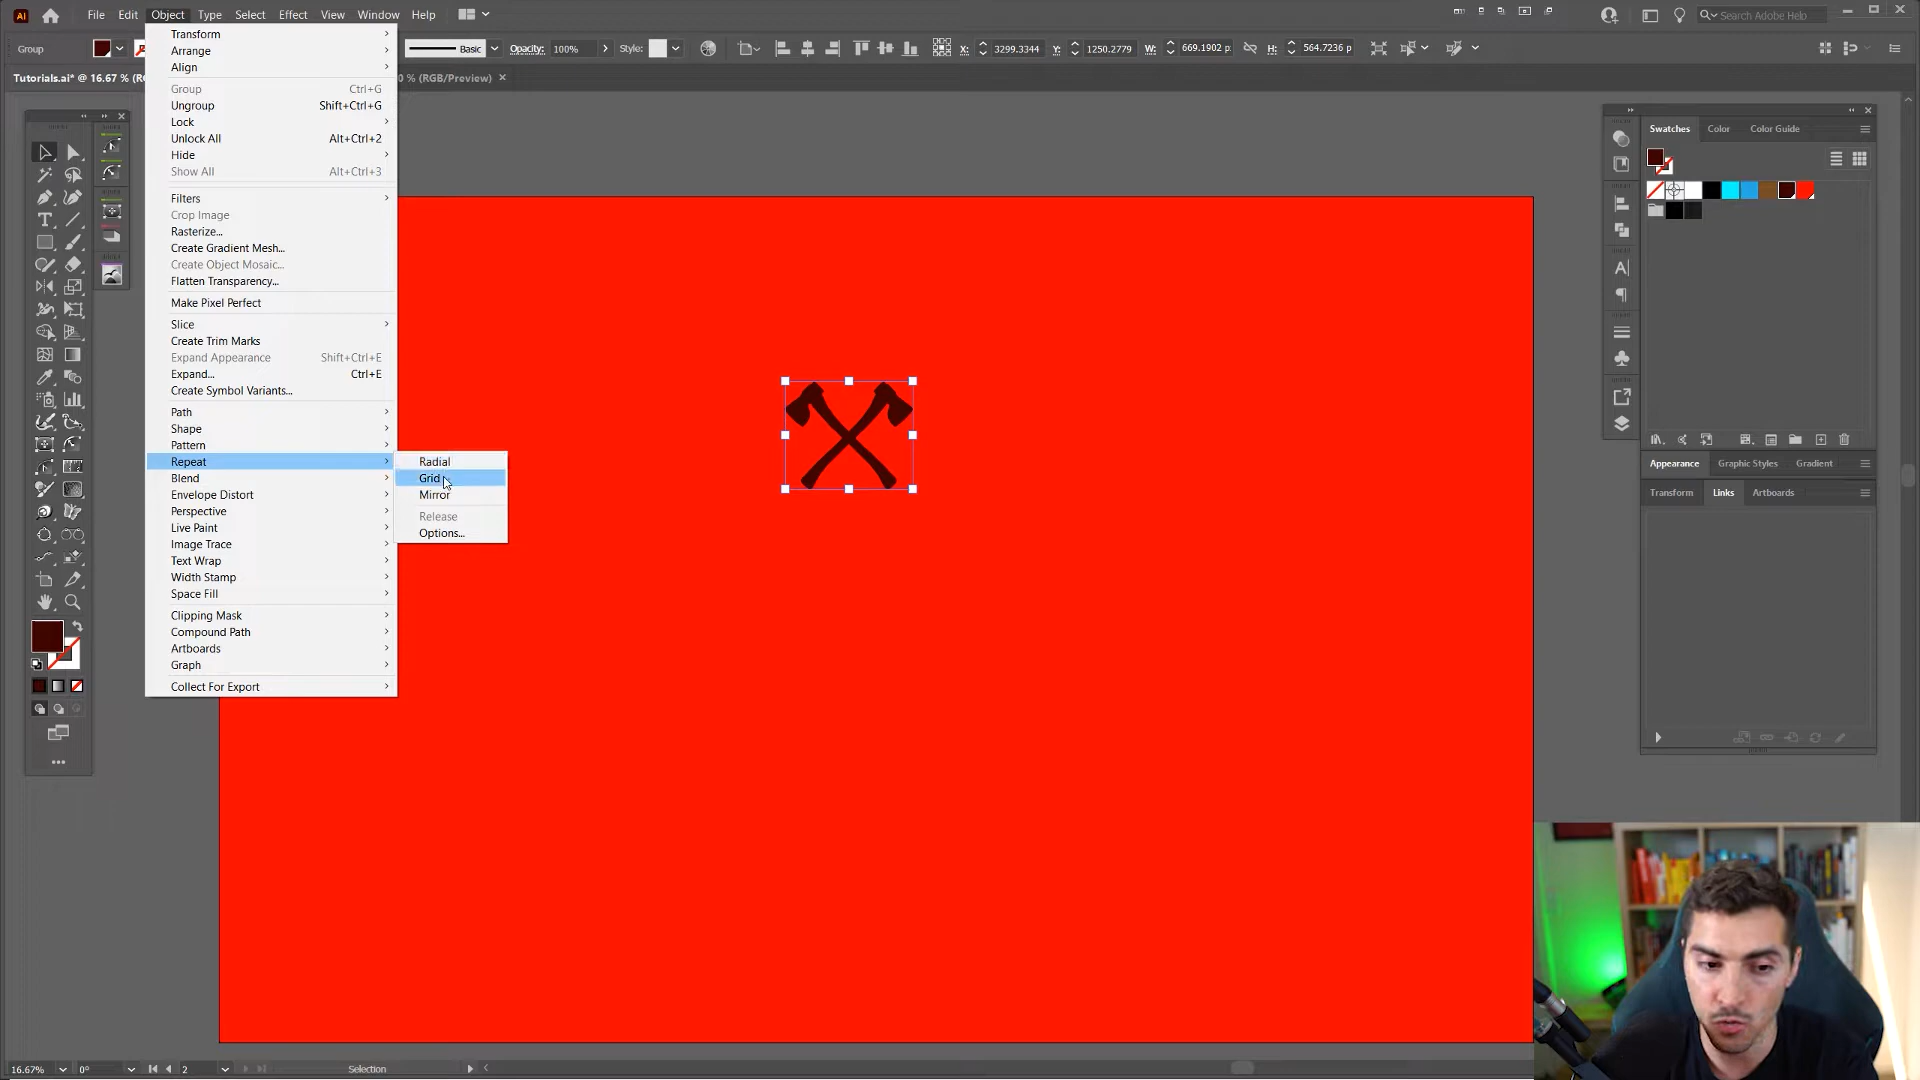 Ai File Edit Object Type Select Effect View Window Help Search Adobe Help
Group Basic Opacity: 100% Style: X: 3299.3344 Y: 1250.2779 W: 669.1902 p: H: 564.7236 p
Tutorials.ai* @ 16.67 % (R 0 % (RGB/Preview)
Transform
Arrange
Align
Group Ctrl+G
Ungroup Shift+Ctrl+G
Lock
Unlock All Alt+Ctrl+2
Hide
Show All Alt+Ctrl+3
Filters
Crop Image
Rasterize...
Create Gradient Mesh...
Create Object Mosaic...
Flatten Transparency...
Make Pixel Perfect
Slice
Create Trim Marks
Expand Appearance Shift+Ctrl+E
Expand... Ctrl+E
Create Symbol Variants...
Path
Shape
Pattern
Repeat
Blend
Envelope Distort
Perspective
Live Paint
Image Trace
Text Wrap
Width Stamp
Space Fill
Clipping Mask
Compound Path
Artboards
Graph
Collect For Export
Radial
Grid
Mirror
Release
Options...
Swatches Color Color Guide
Appearance Graphic Styles Gradient
Transform Links Artboards
16.67% 0° 2 Selection